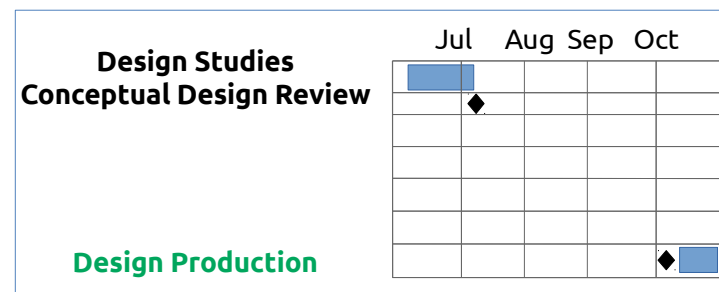 Jul Aug Sep Oct
Design Studies
Conceptual Design Review
Design Production